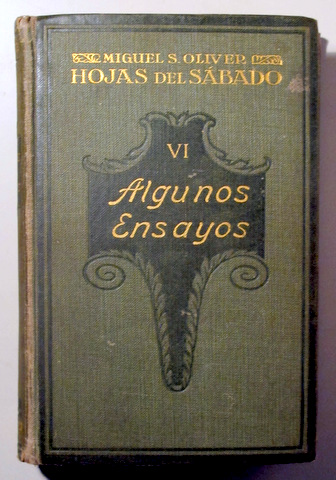 MIGUEL S. OLIVER
HOJAS DEL SÁBADO
VI
Algunos
Ensayos